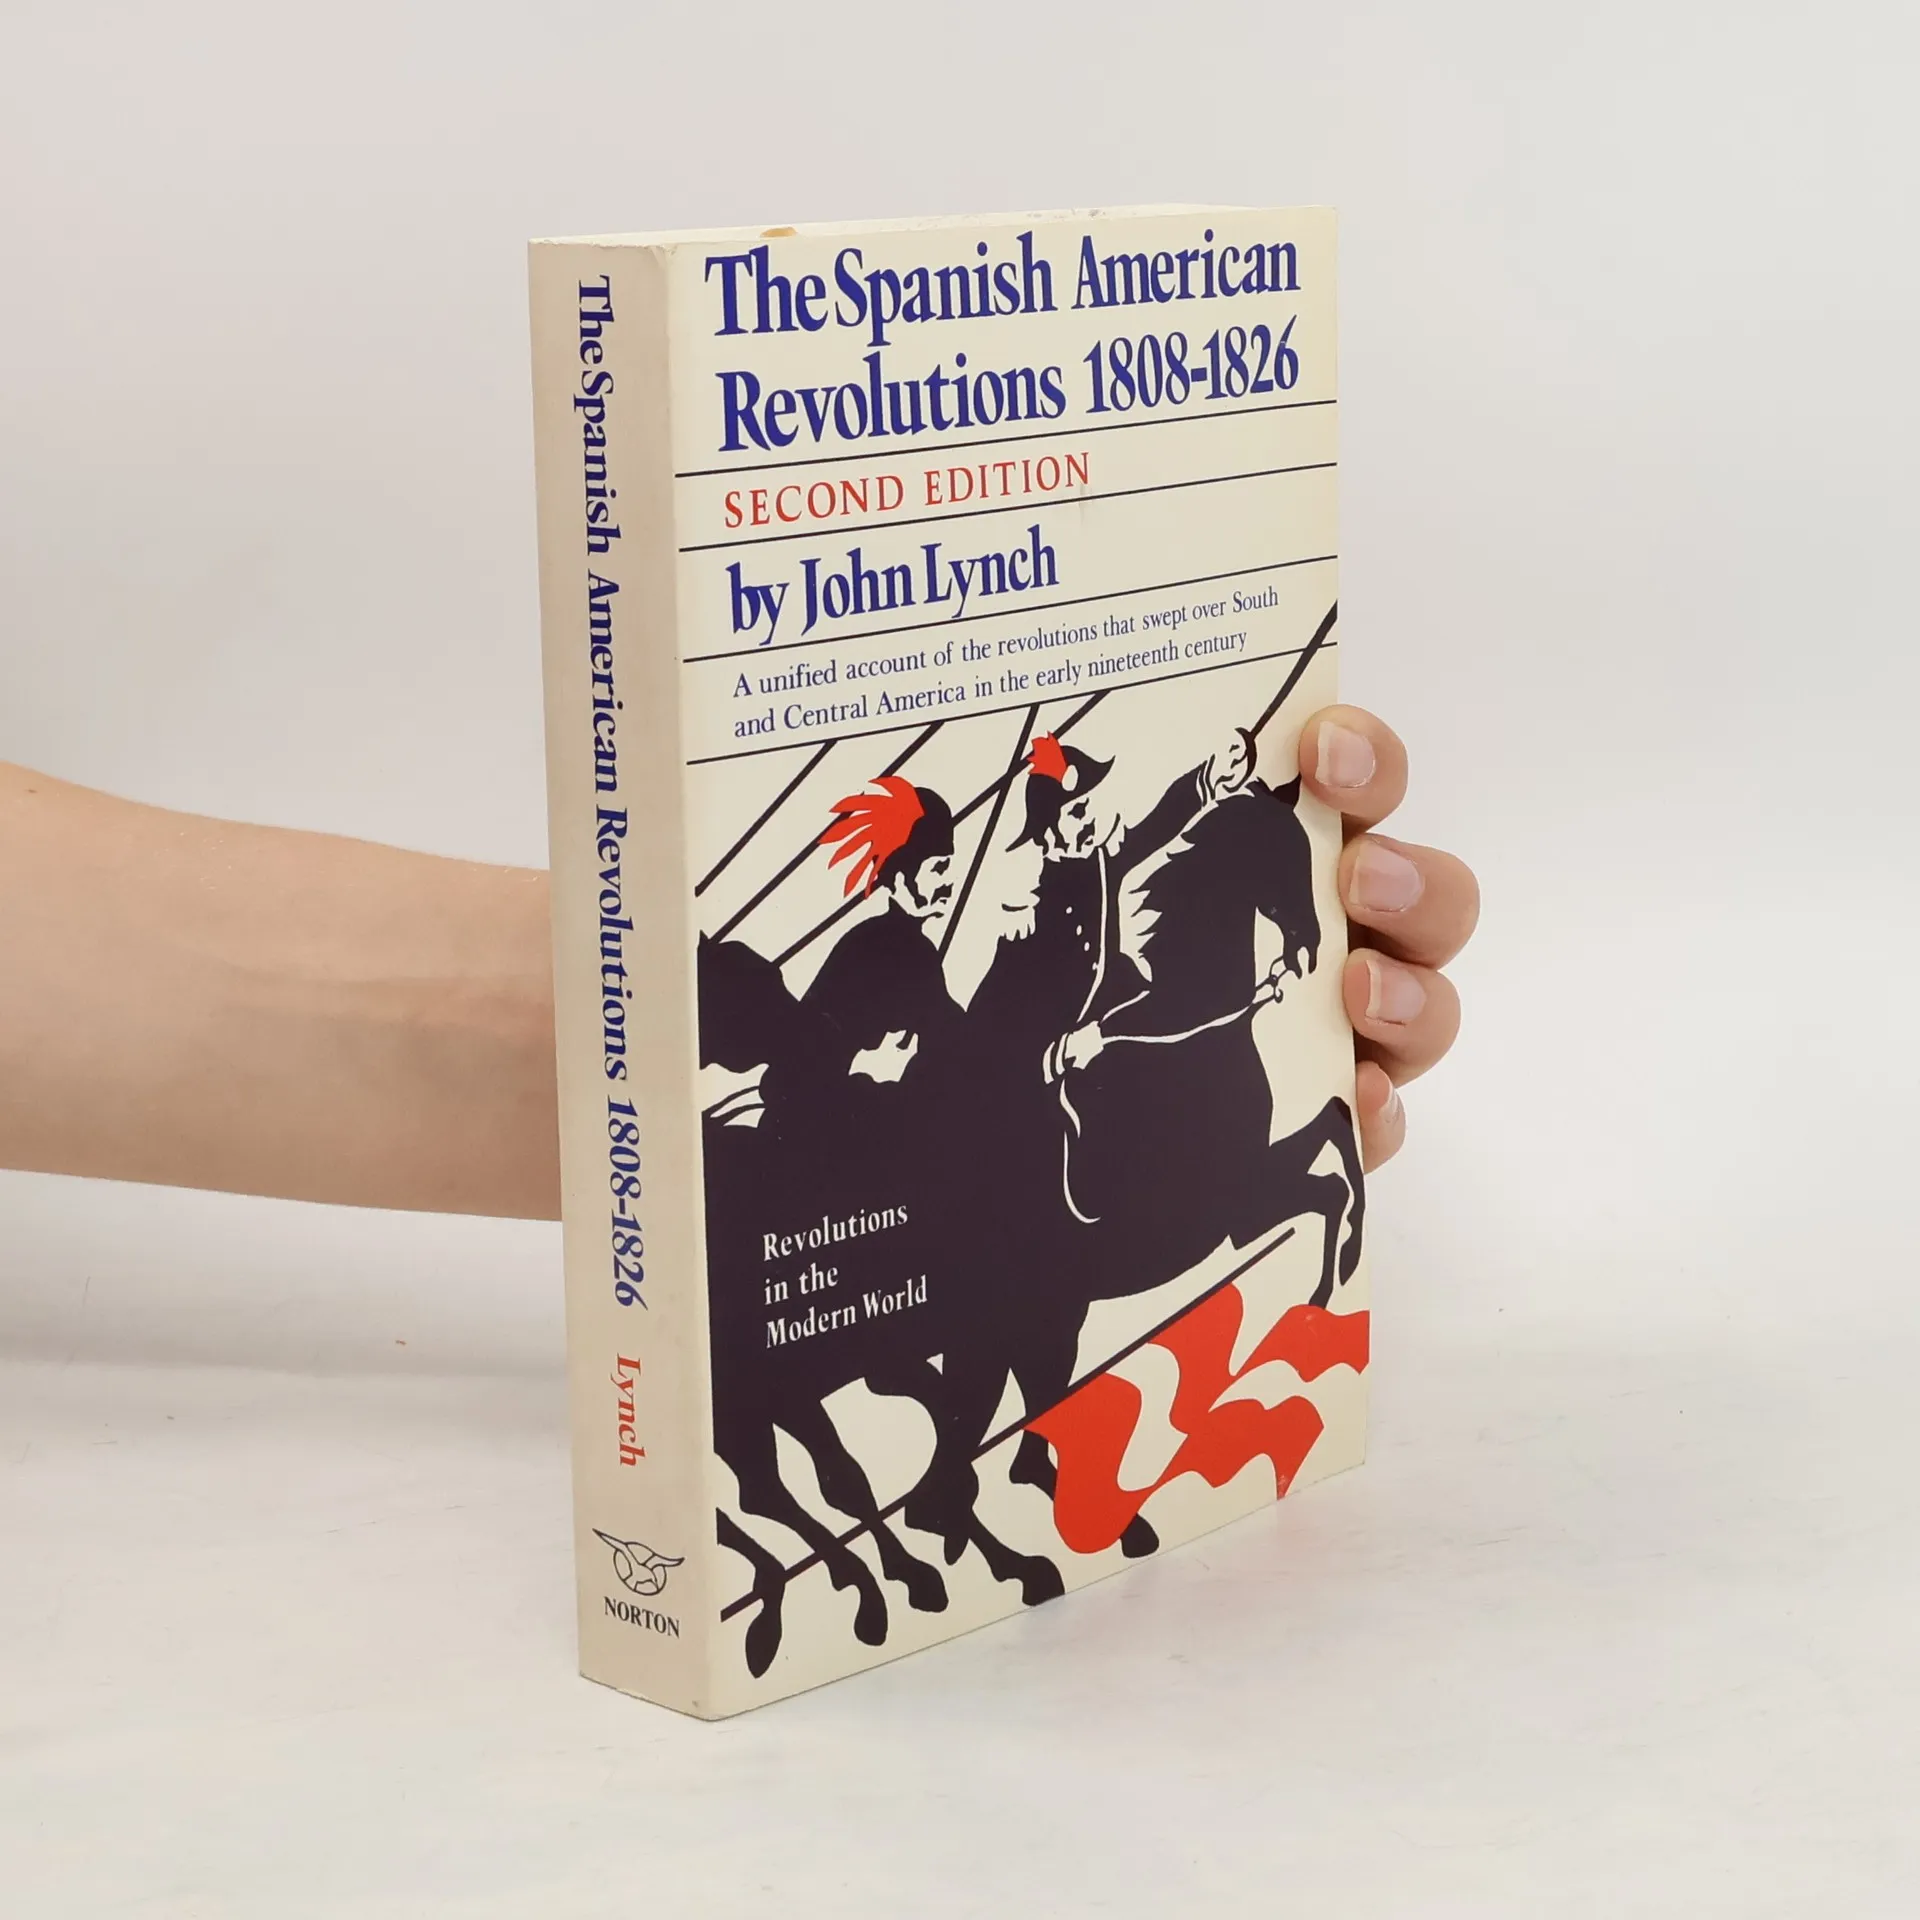 The Spanish American Revolutions 1808-1826 Lynch
NORTON
The Spanish American
Revolutions 1808-1826
SECOND EDITION
by John Lynch
A unified account of the revolutions that swept over South
and Central America in the early nineteenth century
Revolutions
in the
Modern World